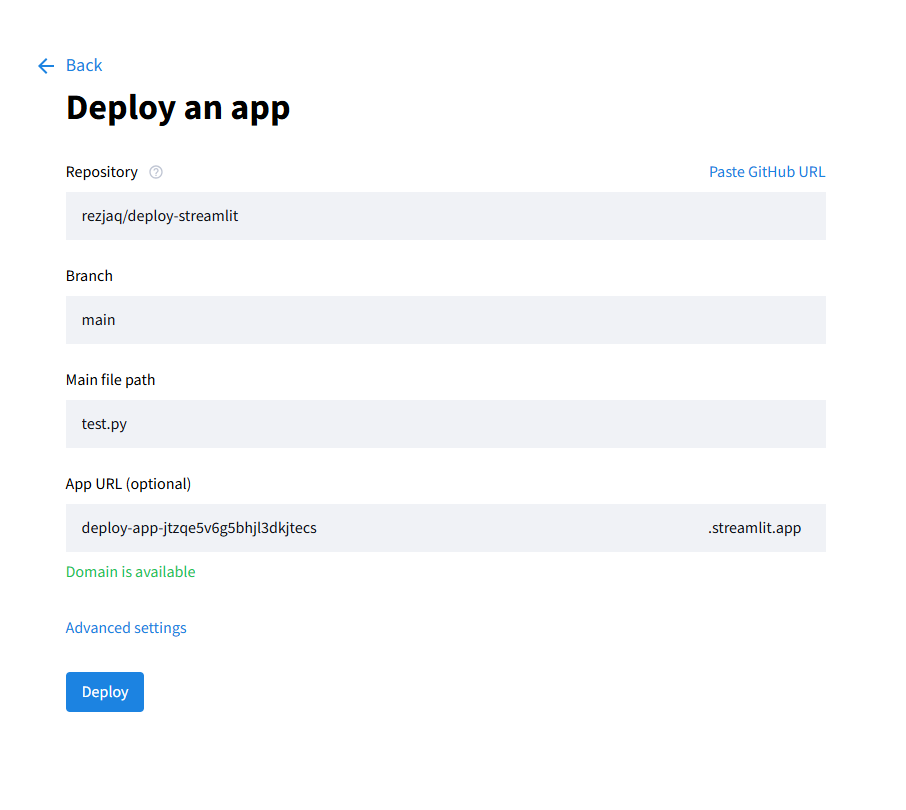 Back
Deploy an app
Repository
Paste GitHub URL
rezjaq/deploy-streamlit
Branch
main
Main file path
test.py
App URL (optional)
deploy-app-jtzqe5v6g5bhjl3dkjtecs .streamlit.app
Domain is available
Advanced settings
Deploy